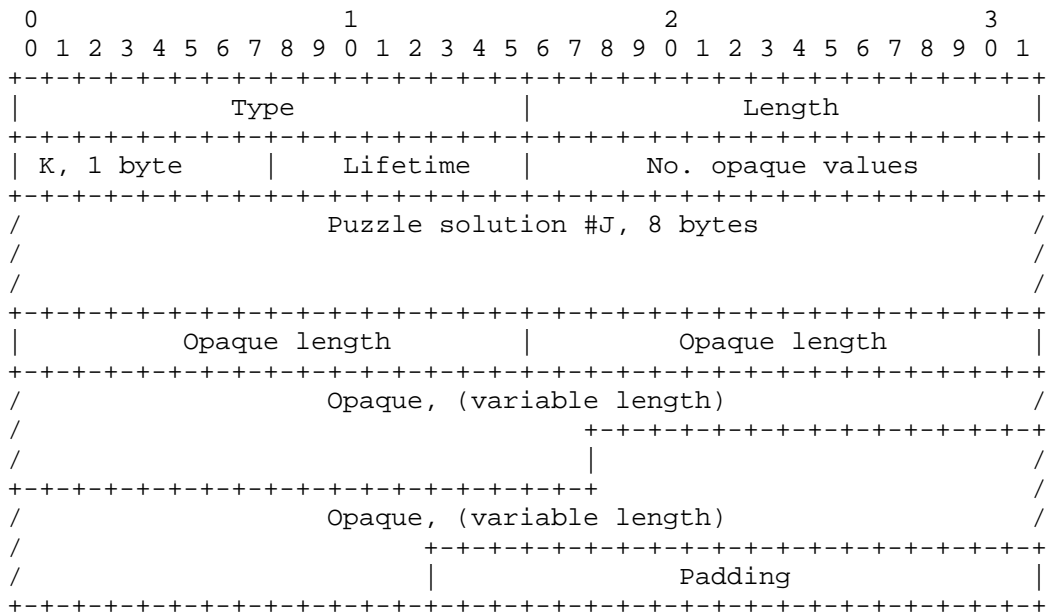 0 1 2 3
0 1 2 3 4 5 6 7 8 9 0 1 2 3 4 5 6 7 8 9 0 1 2 3 4 5 6 7 8 9 0 1
Type Length
K, 1 byte Lifetime No. opaque values
Puzzle solution #J, 8 bytes
Opaque length Opaque length
Opaque, (variable length)
Opaque, (variable length)
Padding